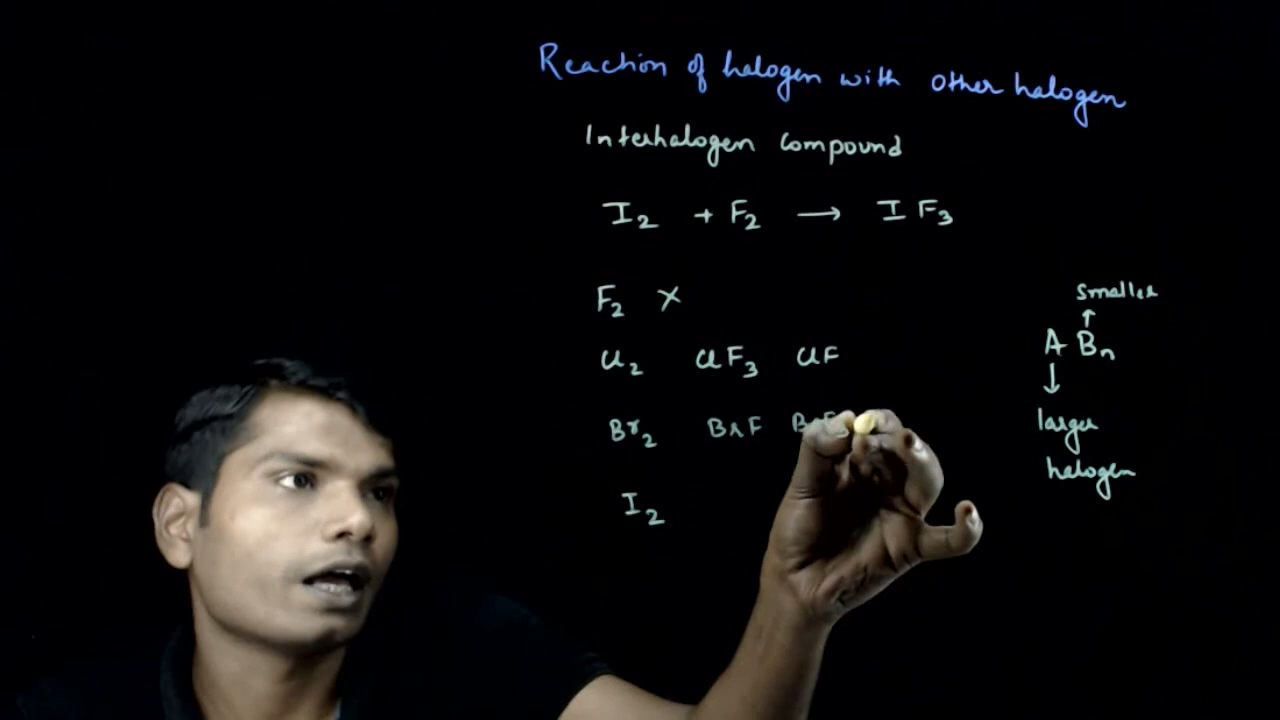 Reaction of halogen with other halogen
Interhalogen compound
I₂ + F₂ → IF₃
F₂ ×
Cl₂ ClF₃ ClF
Br₂ BrF BrF₃
I₂
smaller
↑
A Bₙ
↓
larger
halogen